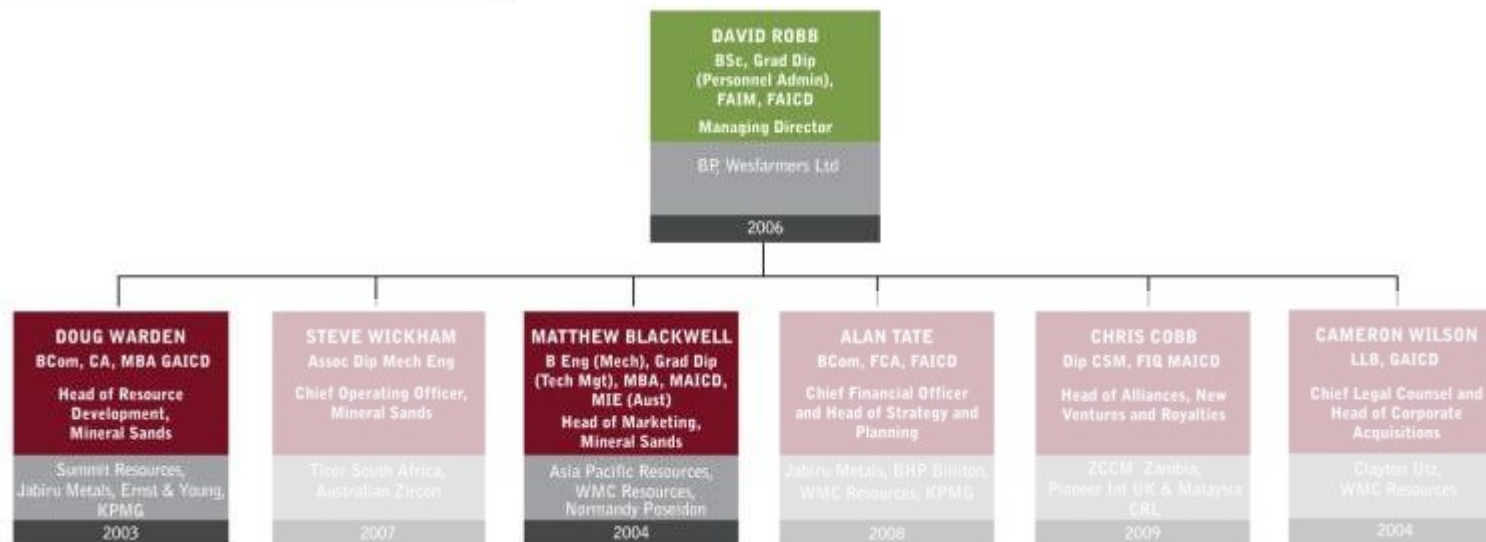 DAVID ROBB
BSc, Grad Dip
(Personnel Admin),
FAIM, FAICD
Managing Director
BP, Wesfarmers Ltd
2006
DOUG WARDEN
BCom, CA, MBA GAICD
Head of Resource
Development,
Mineral Sands
Summit Resources,
Jabiru Metals, Ernst & Young,
KPMG
2003
STEVE WICKHAM
Assoc Dip Mech Eng
Chief Operating Officer,
Mineral Sands
Ticor South Africa,
Australian Zircon
2007
MATTHEW BLACKWELL
B Eng (Mech), Grad Dip
(Tech Mgt), MBA, MAICD,
MIE (Aust)
Head of Marketing,
Mineral Sands
Asia Pacific Resources,
WMC Resources,
Normandy Poseidon
2004
ALAN TATE
BCom, FCA, FAICD
Chief Financial Officer
and Head of Strategy and
Planning
Jabiru Metals, BHP Billiton,
WMC Resources, KPMG
2008
CHRIS COBB
Dip CSM, FIQ MAICD
Head of Alliances, New
Ventures and Royalties
ZCCM Zambia,
Pioneer Int UK & Malaysia
CRL
2009
CAMERON WILSON
LLB, GAICD
Chief Legal Counsel and
Head of Corporate
Acquisitions
Clayton Utz,
WMC Resources
2004